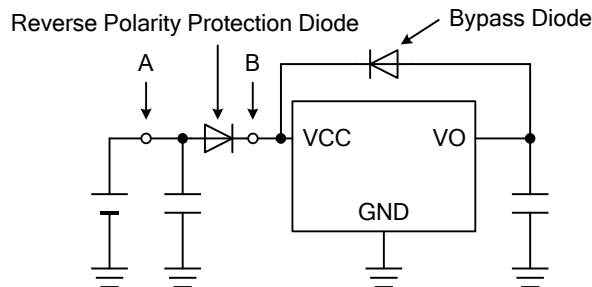 Reverse Polarity Protection Diode
Bypass Diode
A
B
VCC
VO
GND